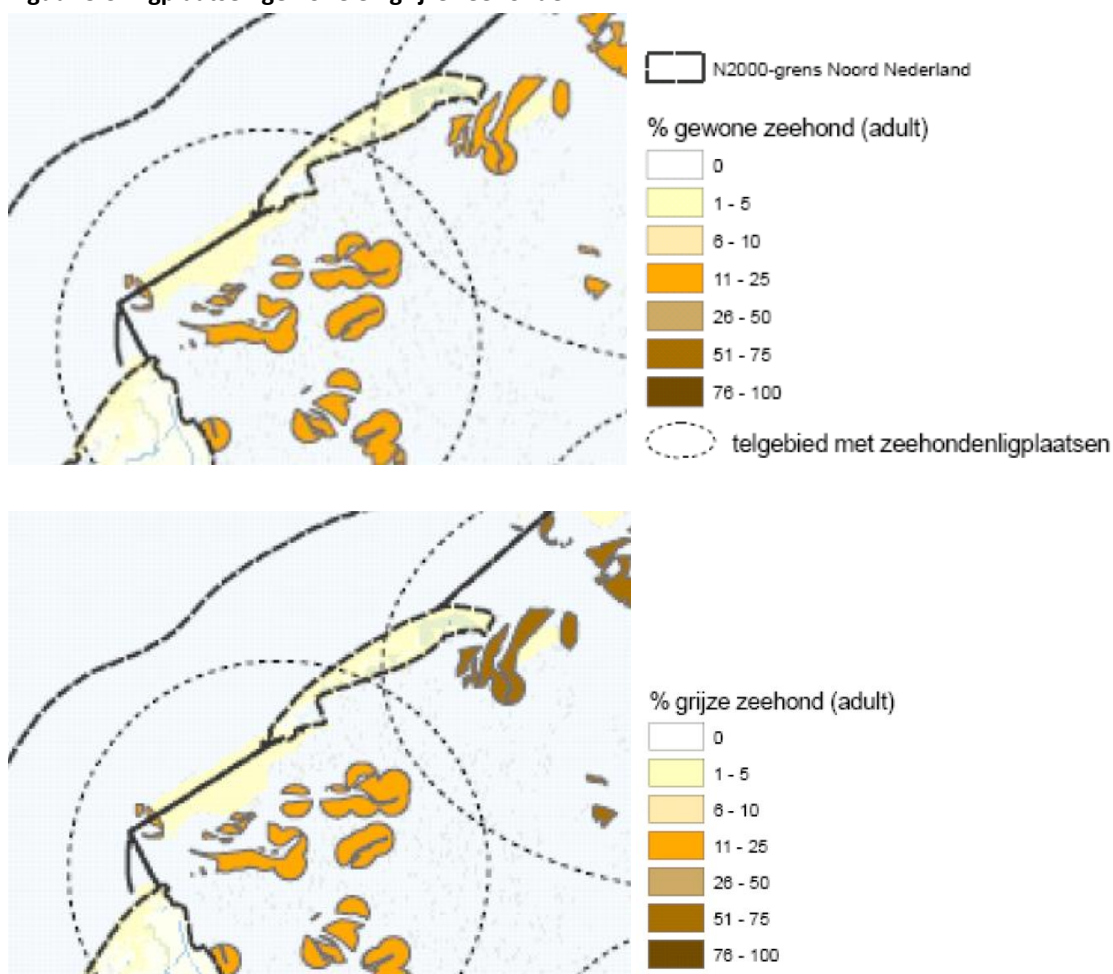 N2000-grens Noord Nederland
% gewone zeehond (adult)
0
1 - 5
6 - 10
11 - 25
26 - 50
51 - 75
76 - 100
telgebied met zeehondenligplaatsen
% grijze zeehond (adult)
0
1 - 5
6 - 10
11 - 25
26 - 50
51 - 75
76 - 100